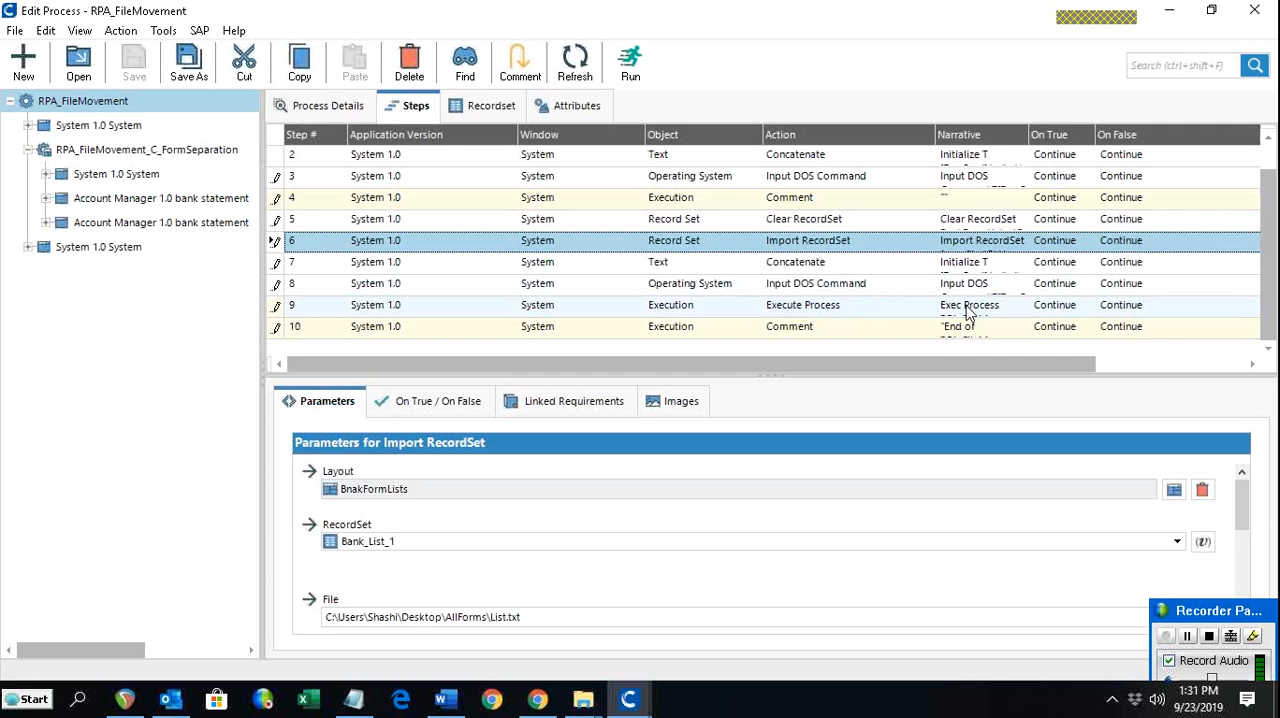 Edit Process - RPA_FileMovement
File Edit View Action Tools SAP Help
New Open Save Save As Cut Copy Paste Delete Find Comment Refresh Run
Search (ctrl+shift+F)
RPA_FileMovement
System 1.0 System
RPA_FileMovement_C_FormSeparation
System 1.0 System
Account Manager 1.0 bank statement
Account Manager 1.0 bank statement
System 1.0 System
Process Details Steps Recordset Attributes
Step # Application Version Window Object Action Narrative On True On False
2 System 1.0 System Text Concatenate Initialize T Continue Continue
3 System 1.0 System Operating System Input DOS Command Input DOS Continue Continue
4 System 1.0 System Execution Comment "" Continue Continue
5 System 1.0 System Record Set Clear RecordSet Clear RecordSet Continue Continue
6 System 1.0 System Record Set Import RecordSet Import RecordSet Continue Continue
7 System 1.0 System Text Concatenate Initialize T Continue Continue
8 System 1.0 System Operating System Input DOS Command Input DOS Continue Continue
9 System 1.0 System Execution Execute Process Exec Process Continue Continue
10 System 1.0 System Execution Comment "End of Continue Continue
Parameters On True / On False Linked Requirements Images
Parameters for Import RecordSet
Layout
BnakFormLists
RecordSet
Bank_List_1
File
C:\Users\Shashi\Desktop\AllForms\List.txt
Recorder Pa...
Record Audio
Start
1:31 PM
9/23/2019